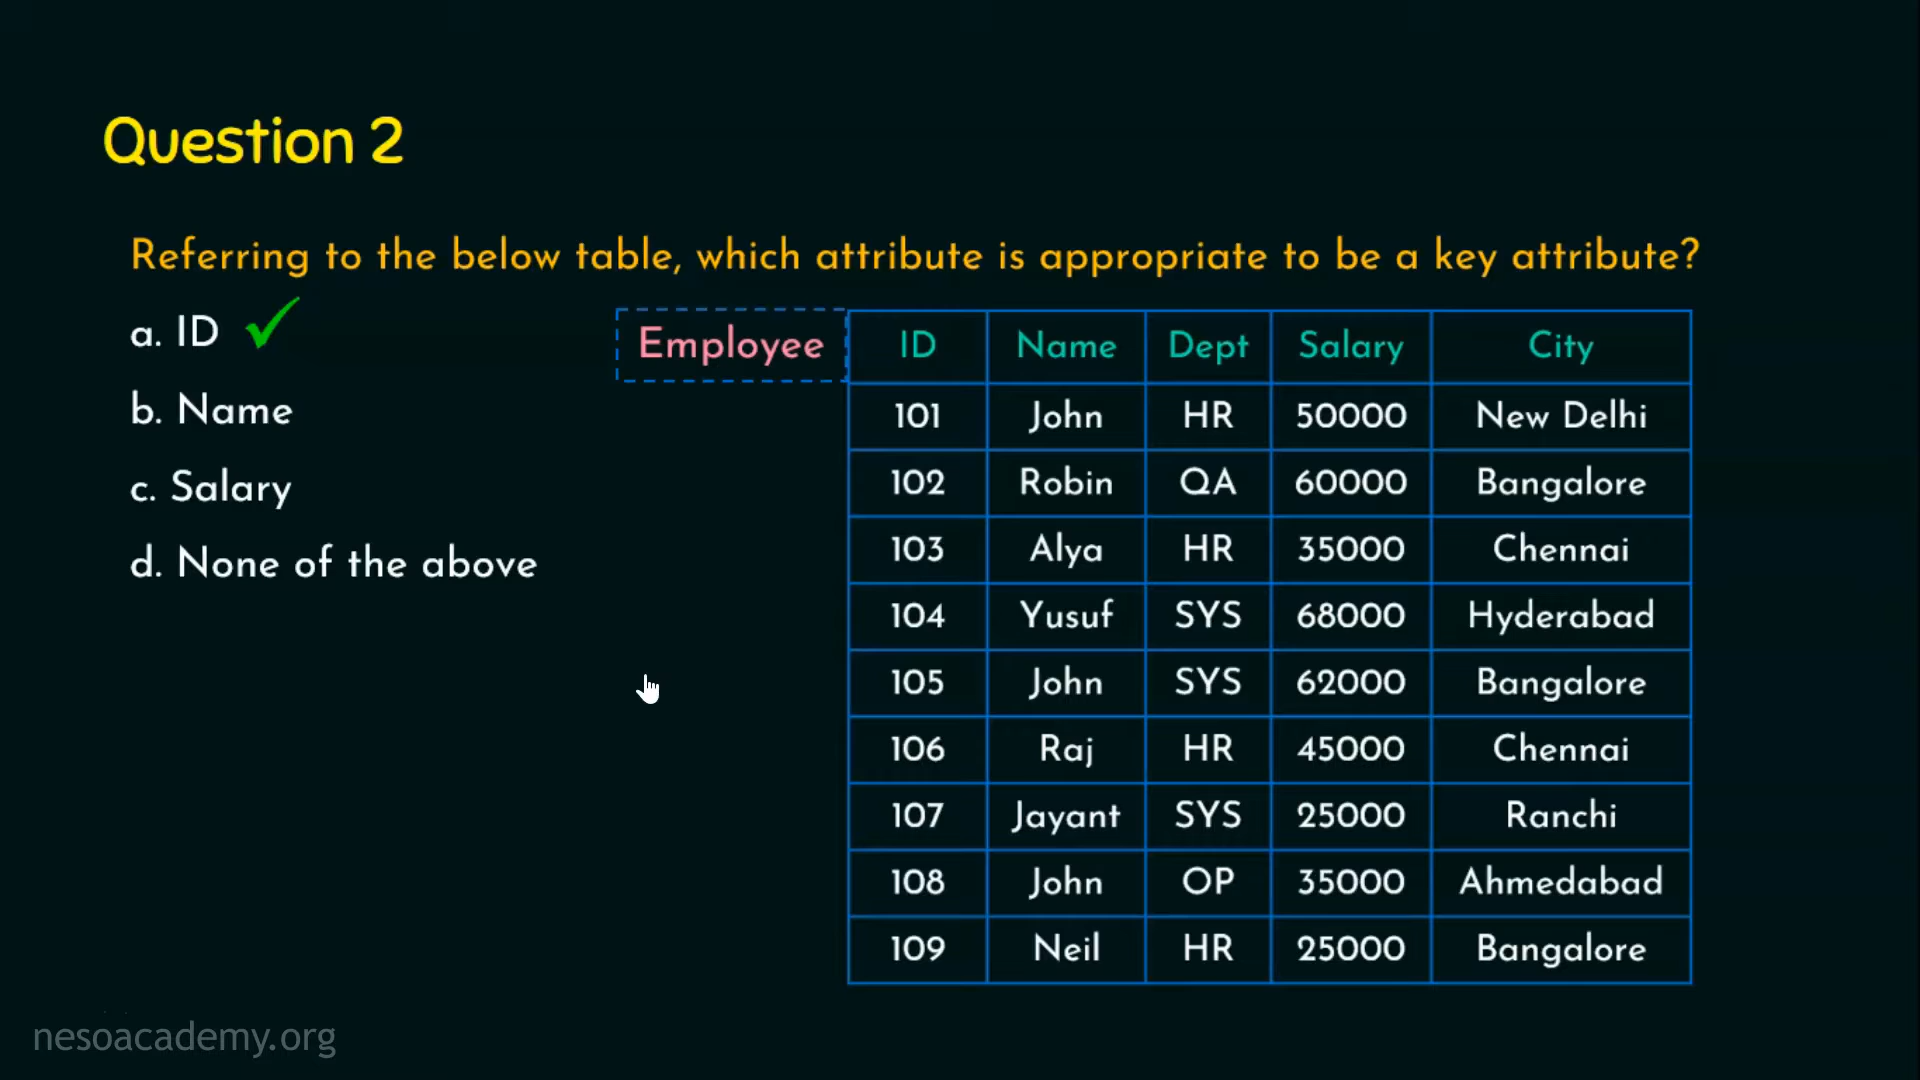 Question 2
Referring to the below table, which attribute is appropriate to be a key attribute?
a. ID
b. Name
c. Salary
d. None of the above
Employee
ID Name Dept Salary City
101 John HR 50000 New Delhi
102 Robin QA 60000 Bangalore
103 Alya HR 35000 Chennai
104 Yusuf SYS 68000 Hyderabad
105 John SYS 62000 Bangalore
106 Raj HR 45000 Chennai
107 Jayant SYS 25000 Ranchi
108 John OP 35000 Ahmedabad
109 Neil HR 25000 Bangalore
nesoacademy.org